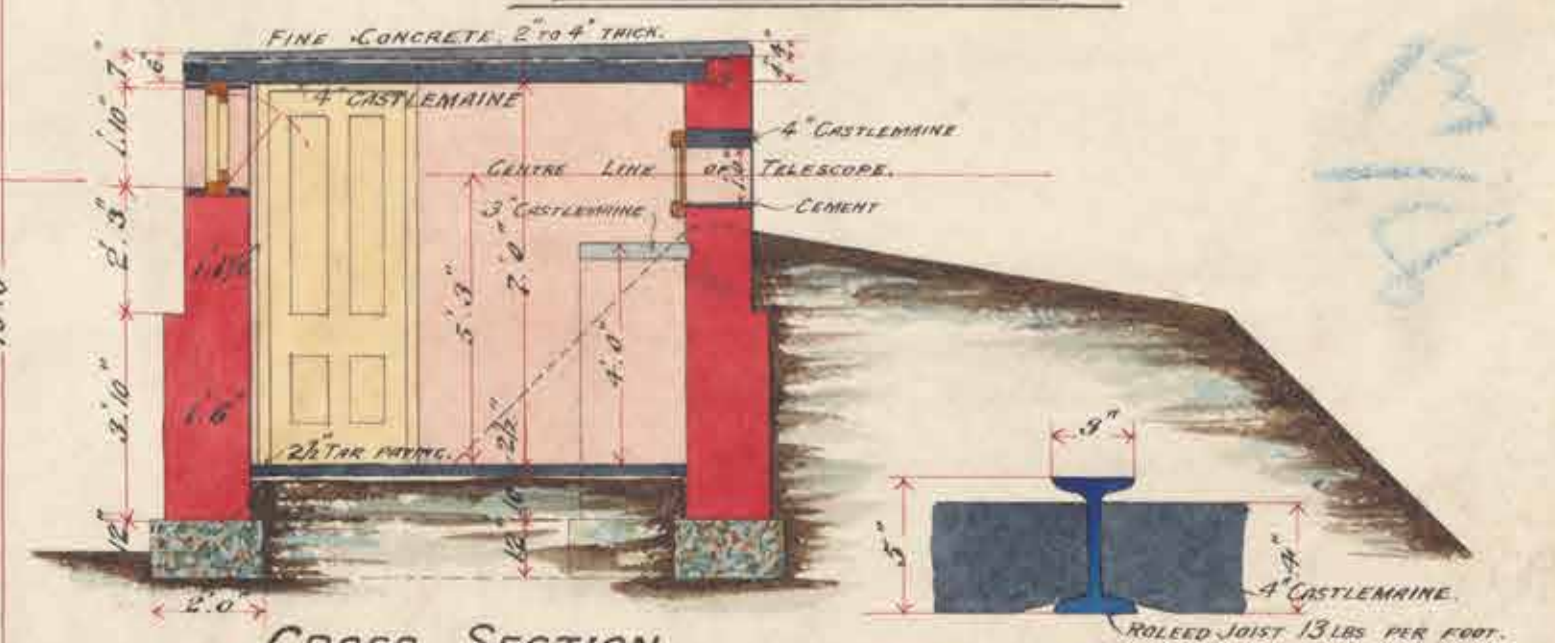 FINE CONCRETE 2" TO 4" THICK.
7"
6"
4"
1'.10"
4" CASTLEMAINE
4" CASTLEMAINE
CENTRE LINE OF TELESCOPE.
3" CASTLEMAINE
CEMENT
2'.3"
7'.0"
5'.3"
4'.0"
3'.10"
1'.6"
2½" TAR PAVING.
2½"
12"
12"
2'.0"
3"
5"
4"
4" CASTLEMAINE.
ROLLED JOIST 13 LBS PER FOOT.
CROSS SECTION